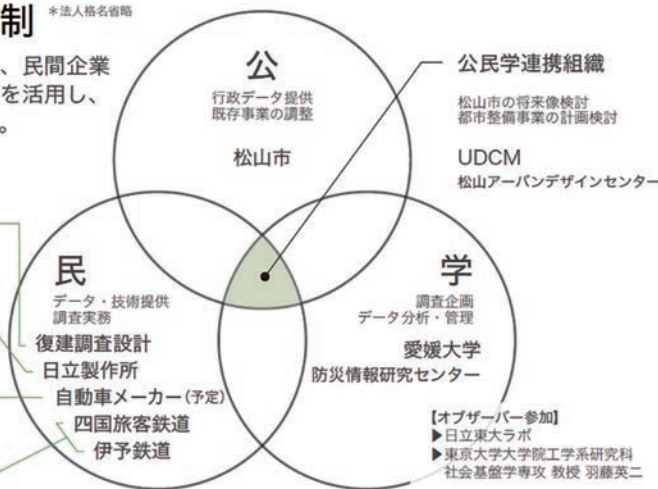 制 *法人格名省略
、民間企業
を活用し、
。
公
行政データ提供
既存事業の調整
松山市
公民学連携組織
松山市の将来像検討
都市整備事業の計画検討
UDCM
松山アーバンデザインセンター
民
データ・技術提供
調査実務
復建調査設計
日立製作所
自動車メーカー(予定)
四国旅客鉄道
伊予鉄道
学
調査企画
データ分析・管理
愛媛大学
防災情報研究センター
【オブザーバー参加】
▶日立東大ラボ
▶東京大学大学院工学系研究科
社会基盤学専攻 教授 羽藤英二